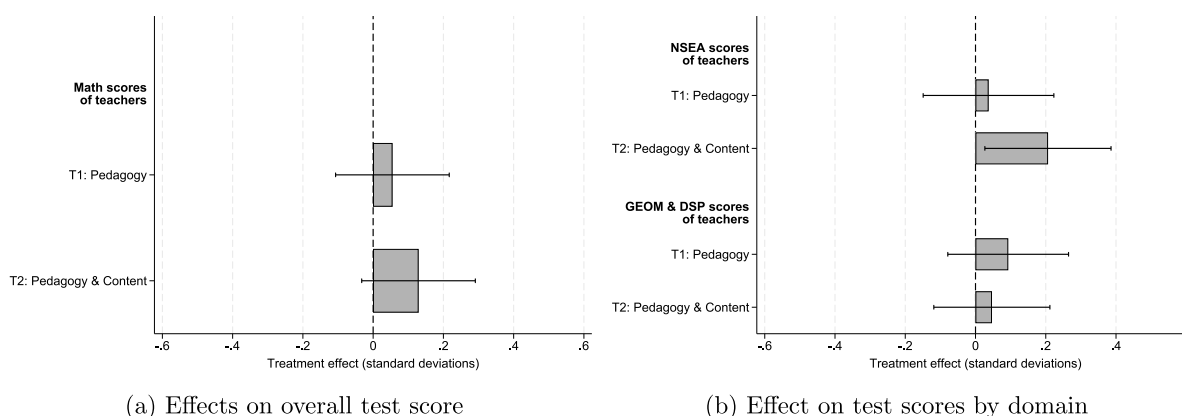 Math scores
of teachers
T1: Pedagogy
T2: Pedagogy & Content
-.6 -.4 -.2 0 .2 .4 .6
Treatment effect (standard deviations)
(a) Effects on overall test score
NSEA scores
of teachers
T1: Pedagogy
T2: Pedagogy & Content
GEOM & DSP scores
of teachers
T1: Pedagogy
T2: Pedagogy & Content
-.6 -.4 -.2 0 .2 .4 .6
Treatment effect (standard deviations)
(b) Effect on test scores by domain